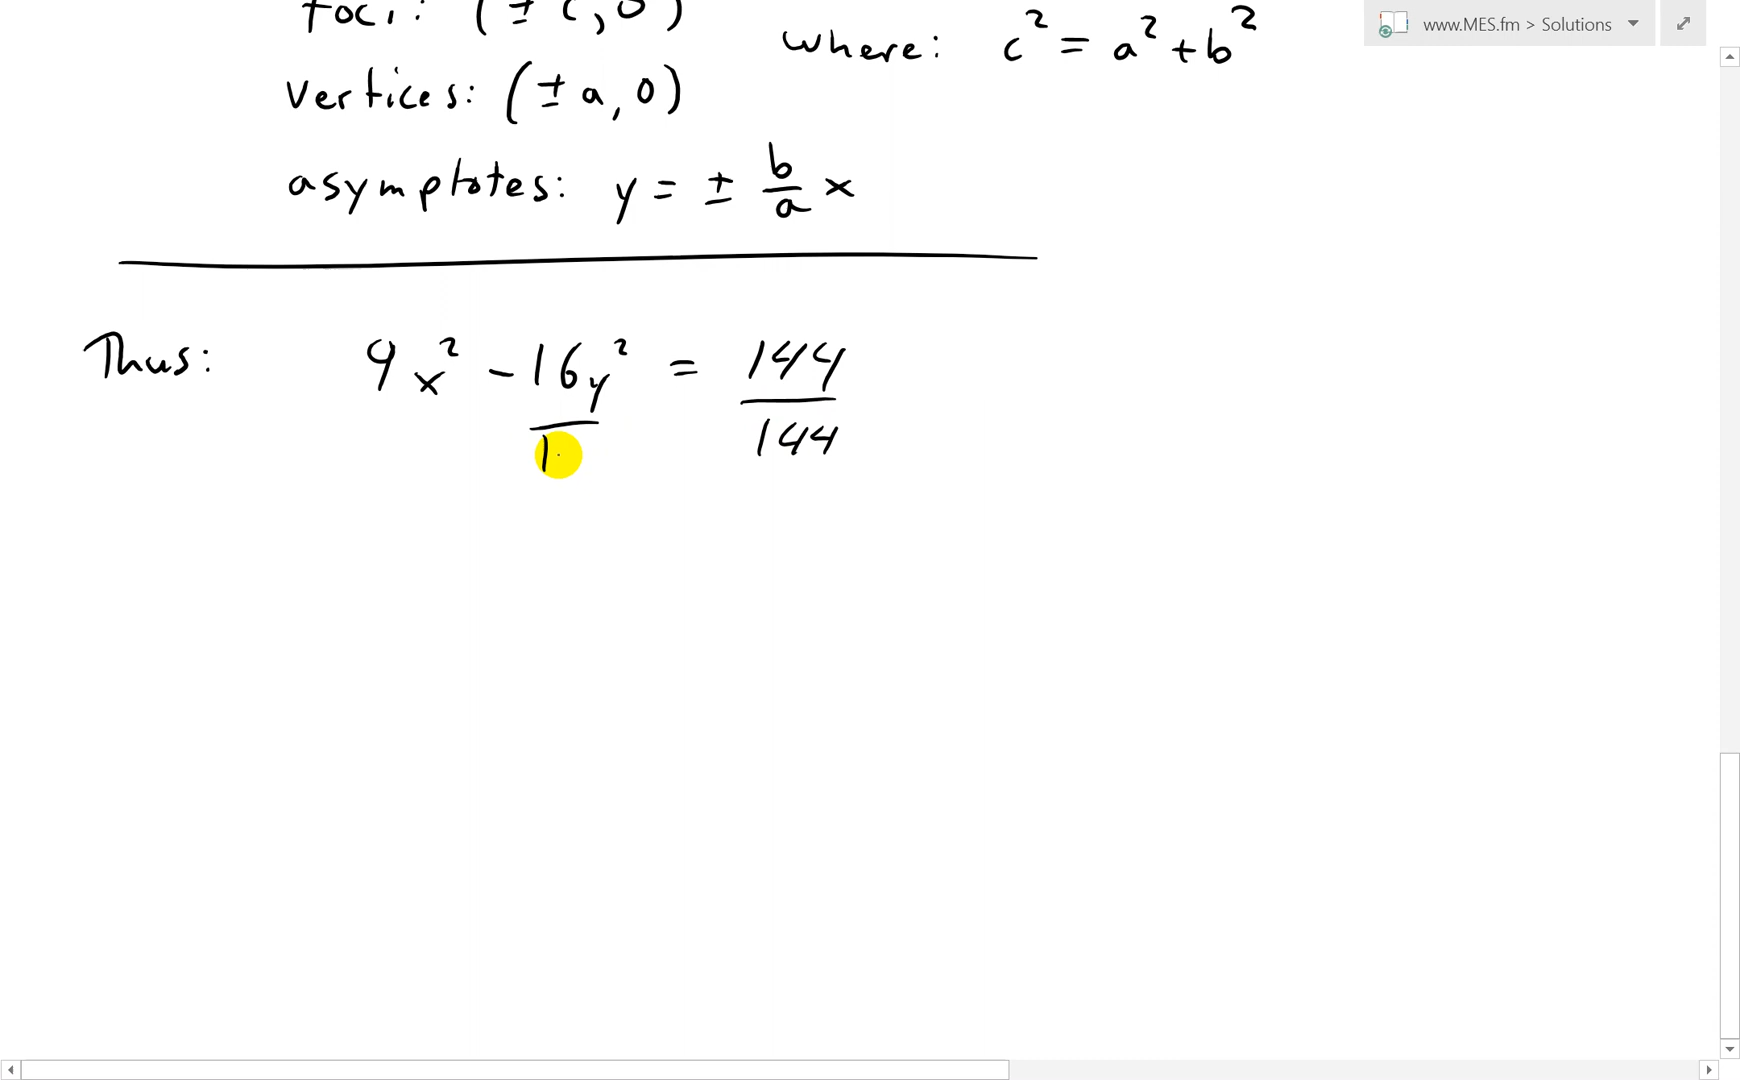 www.MES.fm > Solutions
foci: (± c, 0)
where: c² = a² + b²
vertices: (± a, 0)
asymptotes: y = ± b/a x
Thus: 9x² - 16y² = 144
1 144